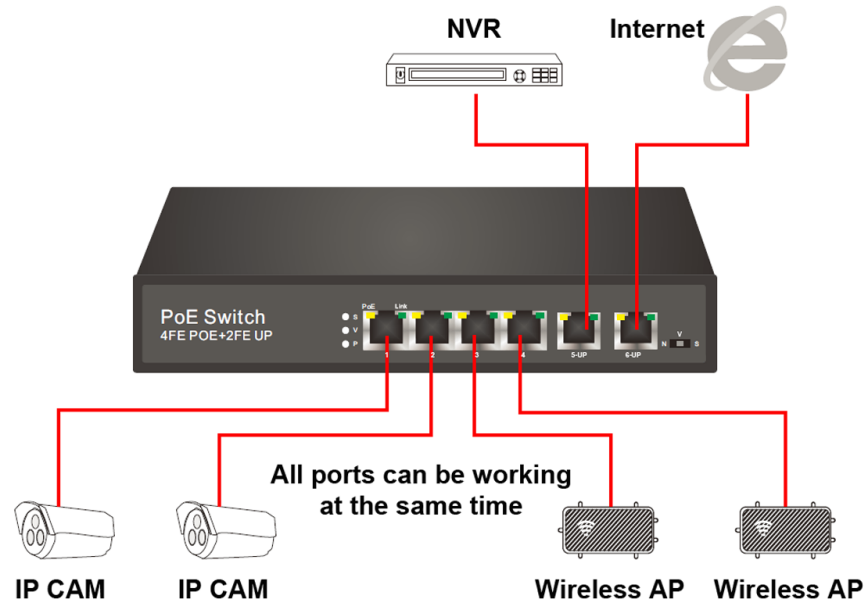 NVR
Internet
PoE Switch
4FE POE+2FE UP
PoE Link
S
V
P
1 2 3 4 5-UP 6-UP
V
N S
All ports can be working
at the same time
IP CAM
IP CAM
Wireless AP
Wireless AP